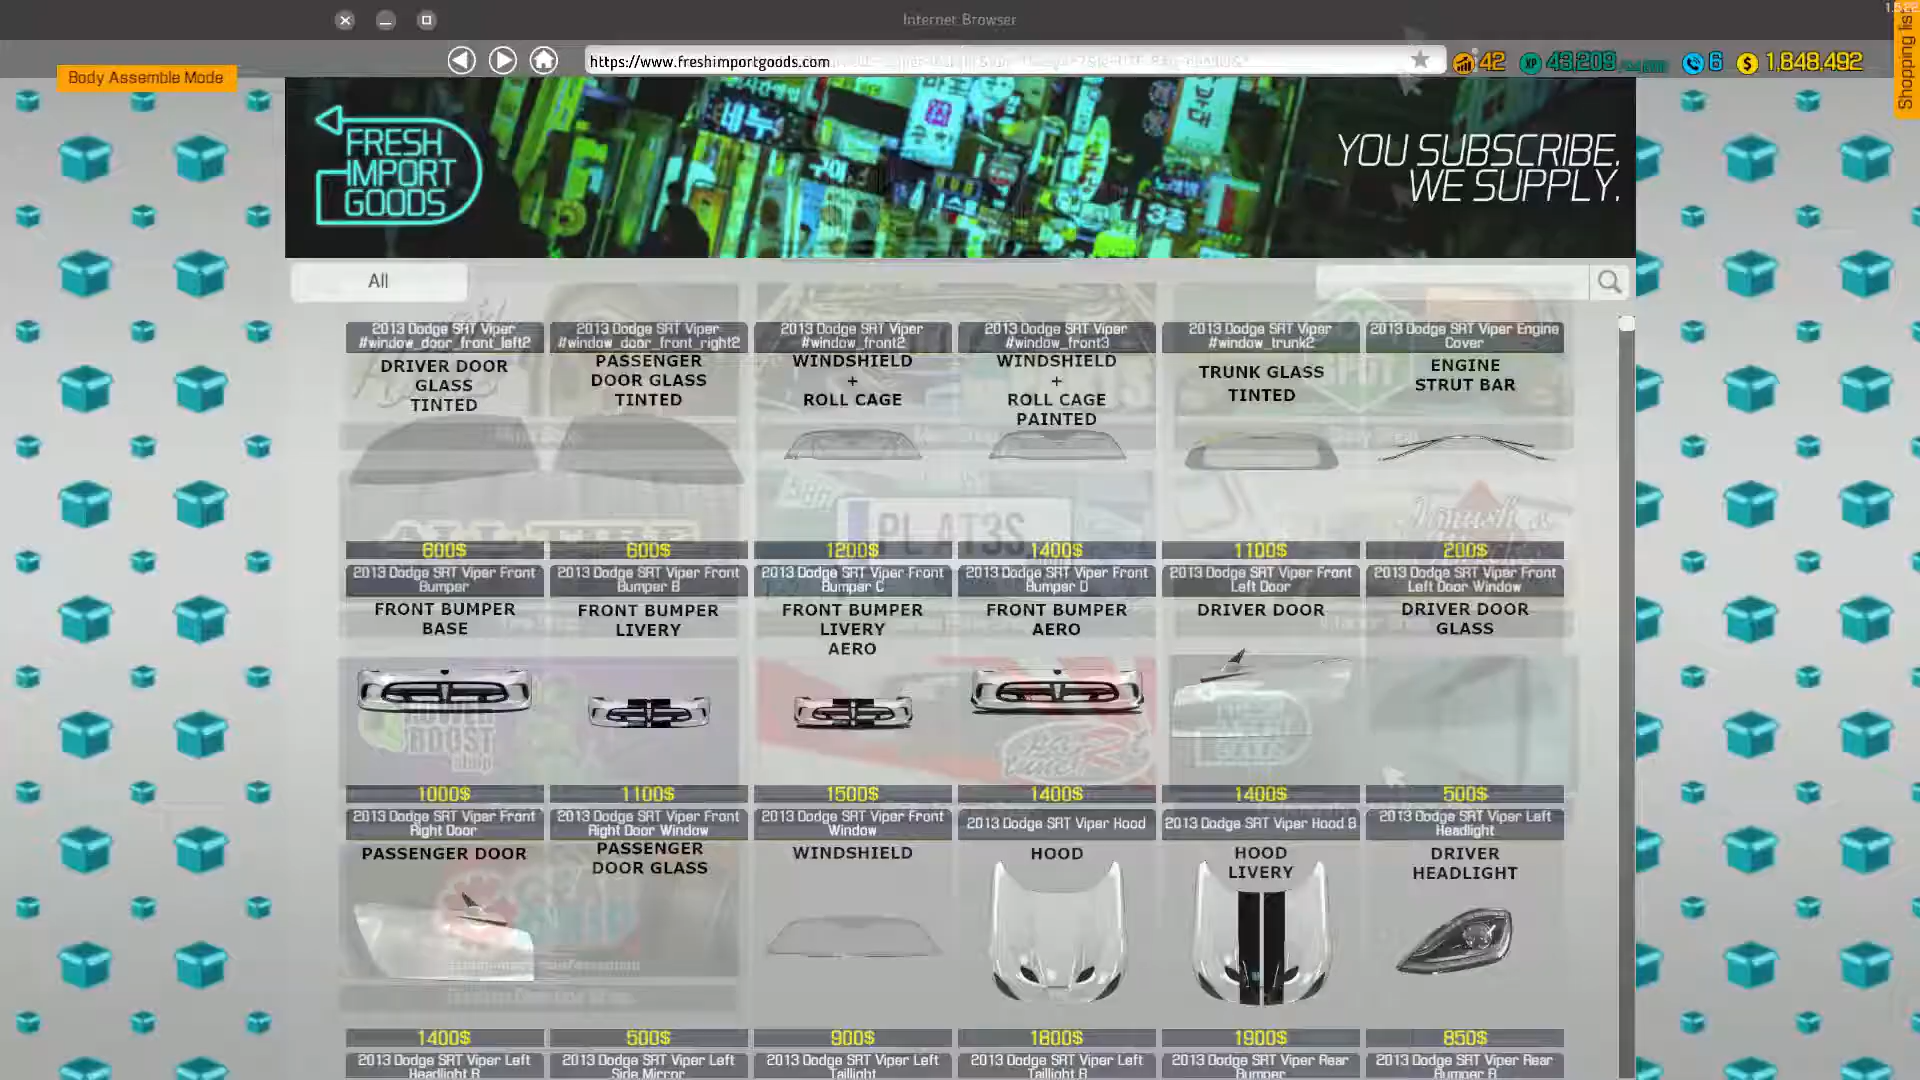 Internet Browser
Shopping list
https://www.freshimportgoods.com
42
43,209
6
1,848,492
Body Assemble Mode
FRESH
IMPORT
GOODS
YOU SUBSCRIBE.
WE SUPPLY.
All
2013 Dodge SRT Viper
#window_door_front_left2
2013 Dodge SRT Viper
#window_door_front_right2
2013 Dodge SRT Viper
#window_front2
2013 Dodge SRT Viper
#window_front3
2013 Dodge SRT Viper
#window_trunk2
2013 Dodge SRT Viper Engine
Cover
DRIVER DOOR
GLASS
TINTED
PASSENGER
DOOR GLASS
TINTED
WINDSHIELD
+
ROLL CAGE
WINDSHIELD
+
ROLL CAGE
PAINTED
TRUNK GLASS
TINTED
ENGINE
STRUT BAR
PL AT3S
600$
600$
1200$
1400$
1100$
200$
2013 Dodge SRT Viper Front
Bumper
2013 Dodge SRT Viper Front
Bumper B
2013 Dodge SRT Viper Front
Bumper C
2013 Dodge SRT Viper Front
Bumper D
2013 Dodge SRT Viper Front
Left Door
2013 Dodge SRT Viper Front
Left Door Window
FRONT BUMPER
BASE
FRONT BUMPER
LIVERY
FRONT BUMPER
LIVERY
AERO
FRONT BUMPER
AERO
DRIVER DOOR
DRIVER DOOR
GLASS
BOOST
shop
1000$
1100$
1500$
1400$
1400$
500$
2013 Dodge SRT Viper Front
Right Door
2013 Dodge SRT Viper Front
Right Door Window
2013 Dodge SRT Viper Front
Window
2013 Dodge SRT Viper Hood
2013 Dodge SRT Viper Hood B
2013 Dodge SRT Viper Left
Headlight
PASSENGER DOOR
PASSENGER
DOOR GLASS
WINDSHIELD
HOOD
HOOD
LIVERY
DRIVER
HEADLIGHT
1400$
500$
900$
1800$
1900$
850$
2013 Dodge SRT Viper Left
Headlight B
2013 Dodge SRT Viper Left
Side Mirror
2013 Dodge SRT Viper Left
Taillight
2013 Dodge SRT Viper Left
Taillight B
2013 Dodge SRT Viper Rear
Bumper
2013 Dodge SRT Viper Rear
Bumper B